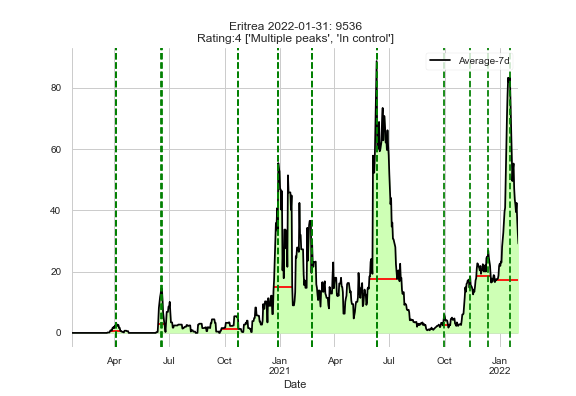 Eritrea 2022-01-31: 9536
Rating:4 ['Multiple peaks', 'In control']
Average-7d
80
60
40
20
0
Apr Jul Oct Jan Apr Jul Oct Jan
2021 2022
Date